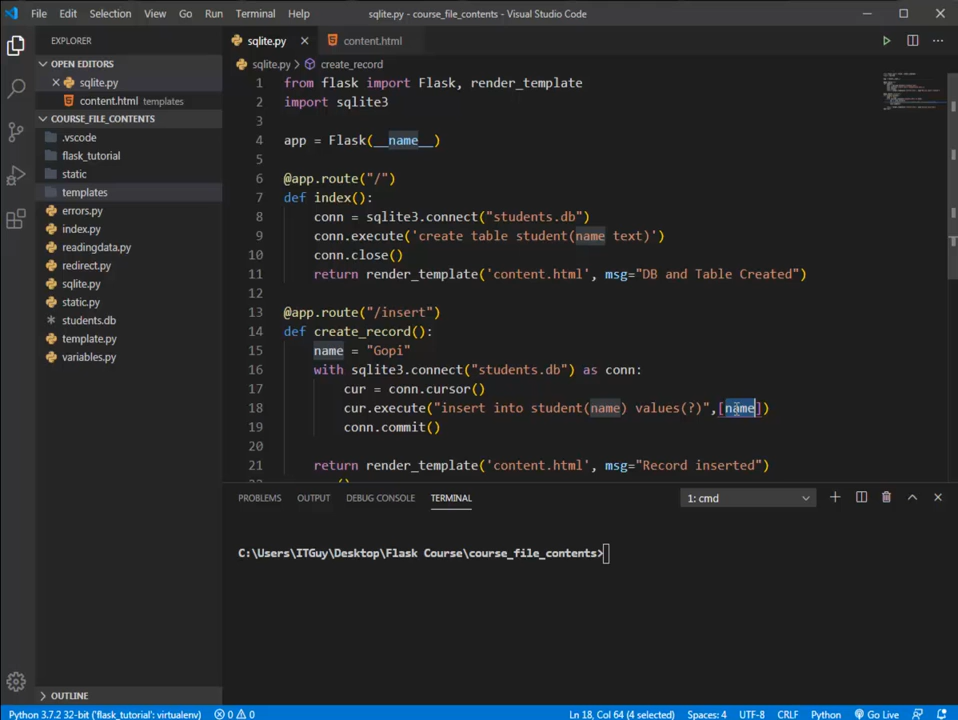 File Edit Selection View Go Run Terminal Help
sqlite.py - course_file_contents - Visual Studio Code
EXPLORER
OPEN EDITORS
sqlite.py
content.html templates
COURSE_FILE_CONTENTS
.vscode
flask_tutorial
static
templates
errors.py
index.py
readingdata.py
redirect.py
sqlite.py
static.py
students.db
template.py
variables.py
OUTLINE
sqlite.py
content.html
sqlite.py > create_record
1 from flask import Flask, render_template
2 import sqlite3
3
4 app = Flask(__name__)
5
6 @app.route("/")
7 def index():
8 conn = sqlite3.connect("students.db")
9 conn.execute('create table student(name text)')
10 conn.close()
11 return render_template('content.html', msg="DB and Table Created")
12
13 @app.route("/insert")
14 def create_record():
15 name = "Gopi"
16 with sqlite3.connect("students.db") as conn:
17 cur = conn.cursor()
18 cur.execute("insert into student(name) values(?)",[name])
19 conn.commit()
20
21 return render_template('content.html', msg="Record inserted")
PROBLEMS OUTPUT DEBUG CONSOLE TERMINAL
1: cmd
C:\Users\ITGuy\Desktop\Flask Course\course_file_contents>
Python 3.7.2 32-bit ('flask_tutorial': virtualenv) 0 0
Ln 18, Col 64 (4 selected) Spaces: 4 UTF-8 CRLF Python Go Live